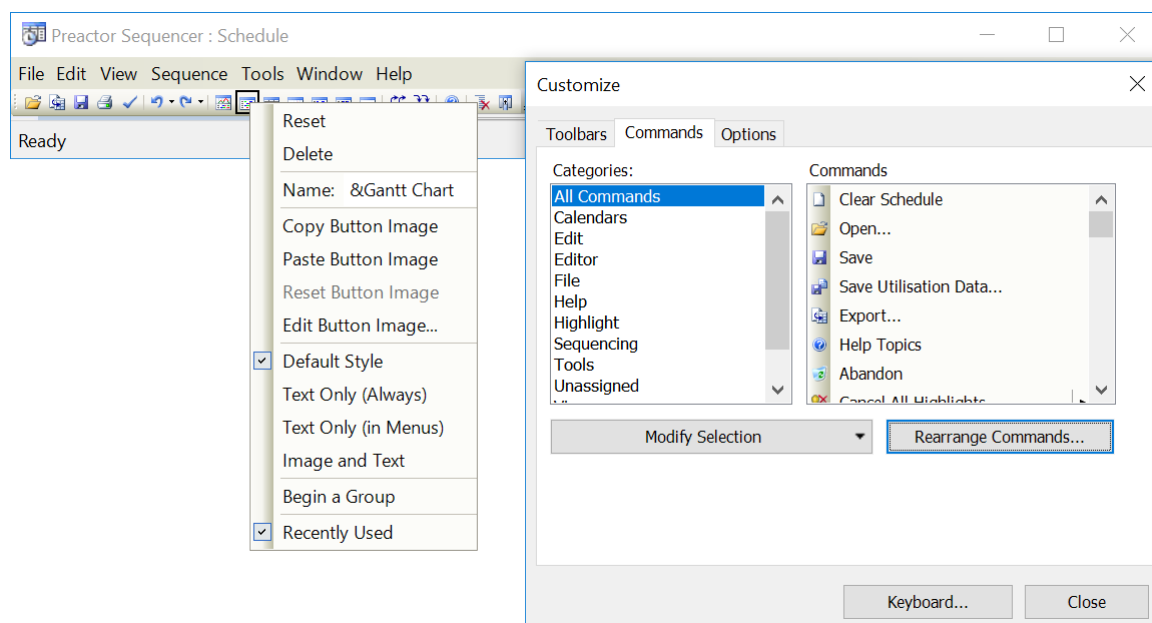 Preactor Sequencer : Schedule
File Edit View Sequence Tools Window Help
Ready
Reset
Delete
Name: &Gantt Chart
Copy Button Image
Paste Button Image
Reset Button Image
Edit Button Image...
Default Style
Text Only (Always)
Text Only (in Menus)
Image and Text
Begin a Group
Recently Used
Customize
Toolbars Commands Options
Categories:
All Commands
Calendars
Edit
Editor
File
Help
Highlight
Sequencing
Tools
Unassigned
Commands
Clear Schedule
Open...
Save
Save Utilisation Data...
Export...
Help Topics
Abandon
Cancel All Highlights
Modify Selection
Rearrange Commands...
Keyboard...
Close